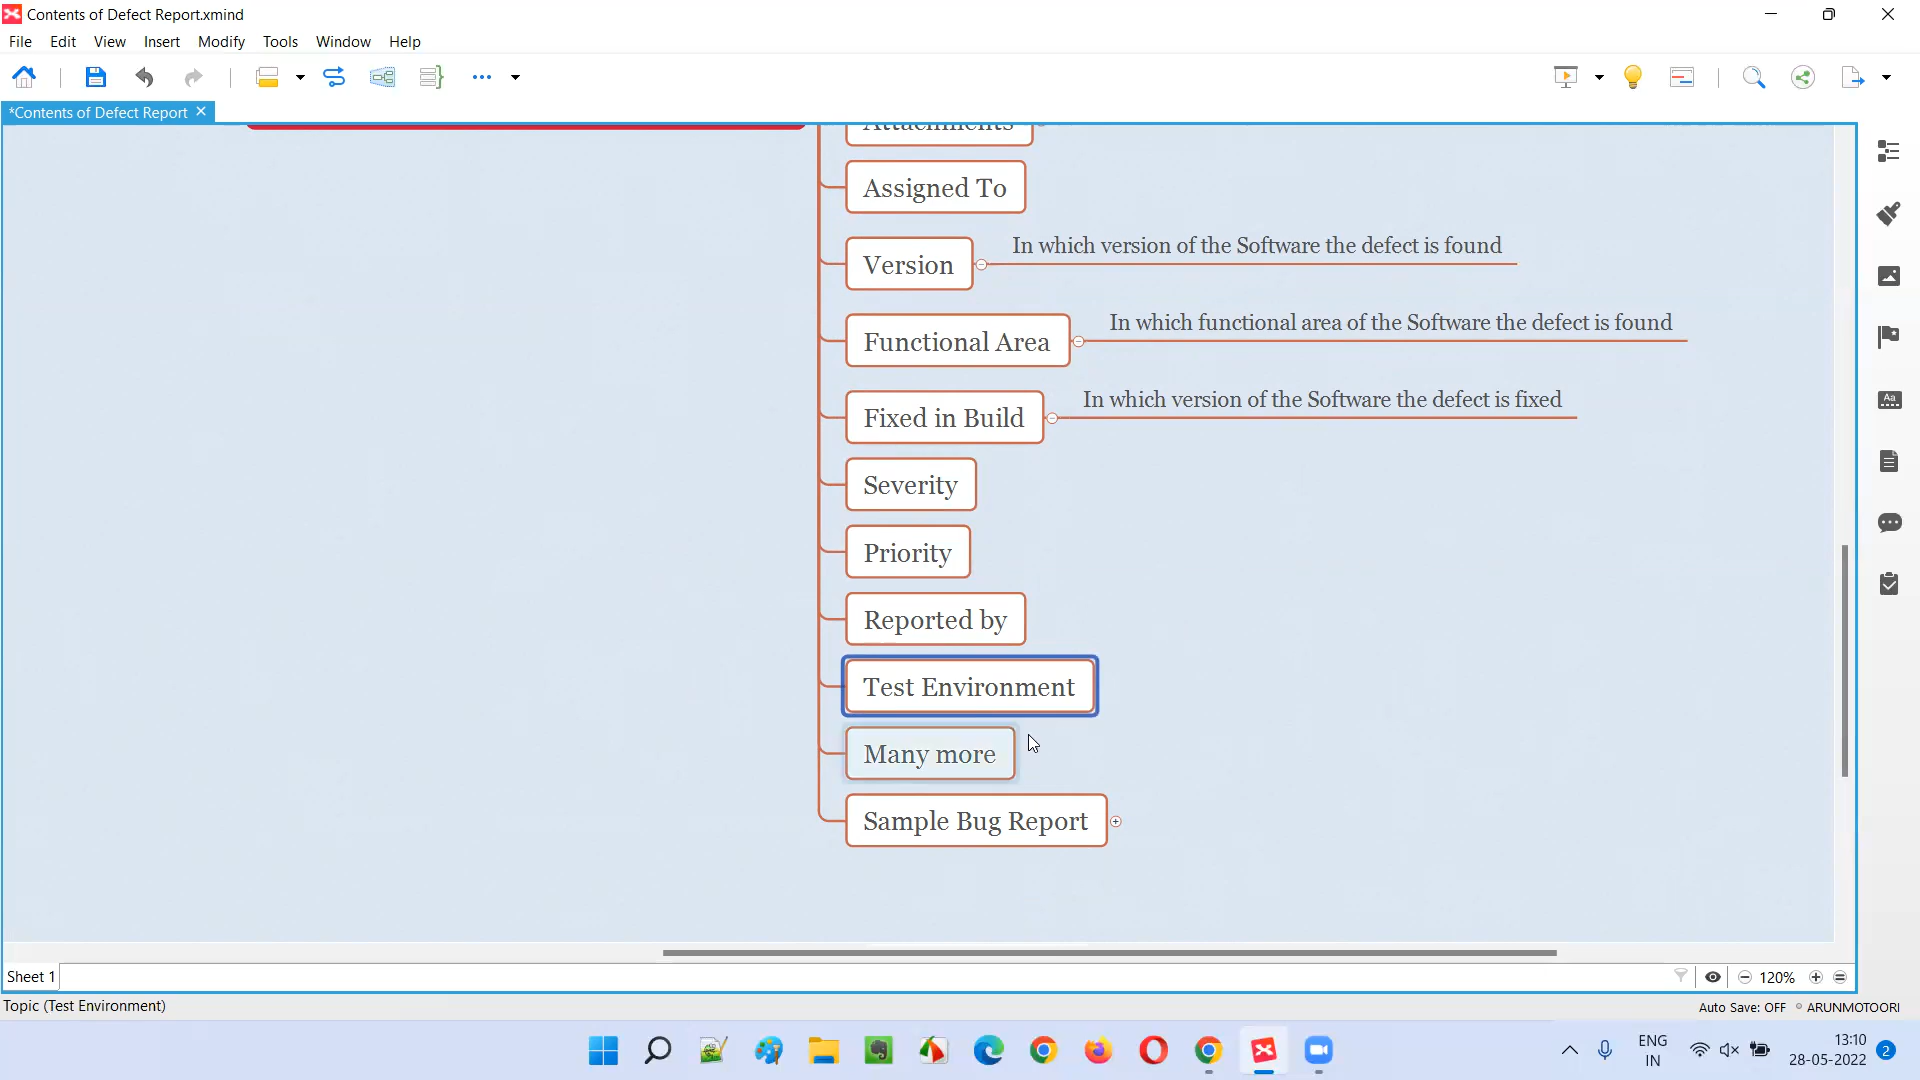 Contents of Defect Report.xmind
File Edit View Insert Modify Tools Window Help
*Contents of Defect Report
Attachments
Assigned To
Version
In which version of the Software the defect is found
Functional Area
In which functional area of the Software the defect is found
Fixed in Build
In which version of the Software the defect is fixed
Severity
Priority
Reported by
Test Environment
Many more
Sample Bug Report
Aa
Sheet 1
120%
Topic (Test Environment)
Auto Save: OFF
ARUNMOTOORI
ENG
IN
13:10
28-05-2022
2